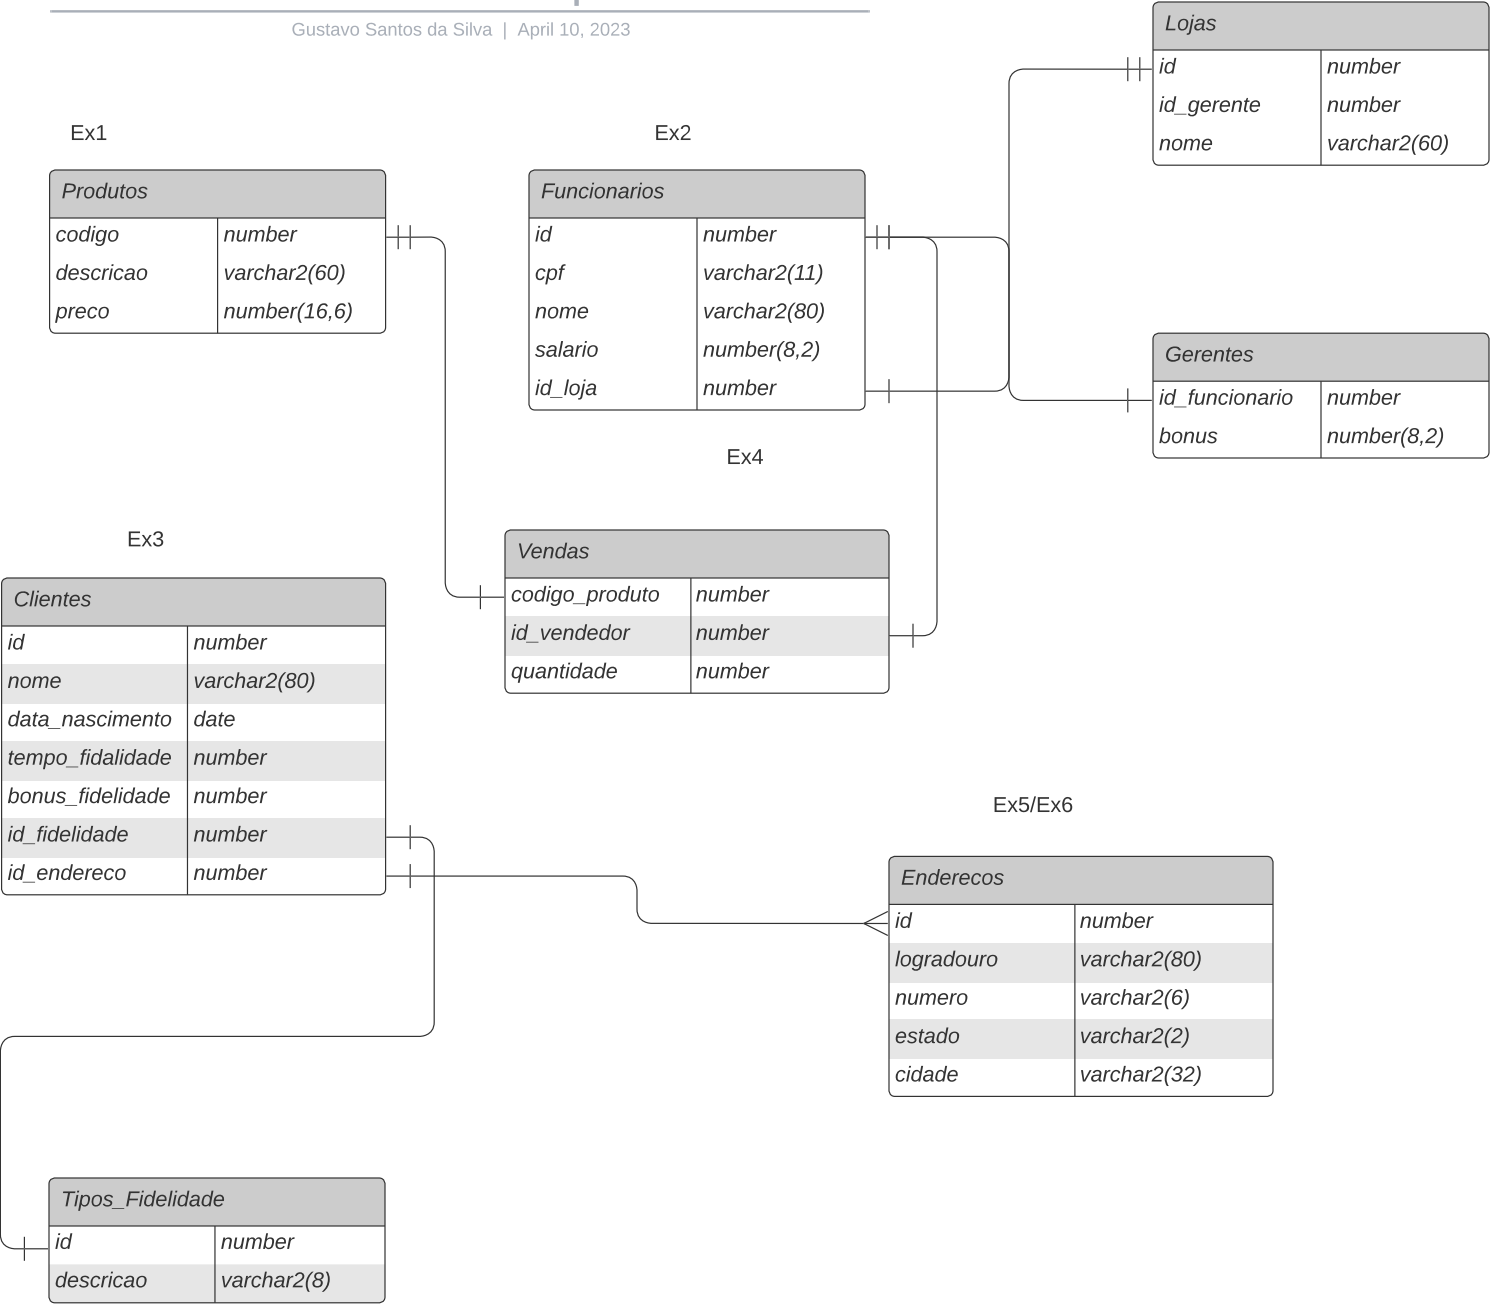 Gustavo Santos da Silva | April 10, 2023
Lojas
id number
id_gerente number
nome varchar2(60)
Ex1
Produtos
codigo number
descricao varchar2(60)
preco number(16,6)
Ex2
Funcionarios
id number
cpf varchar2(11)
nome varchar2(80)
salario number(8,2)
id_loja number
Gerentes
id_funcionario number
bonus number(8,2)
Ex4
Vendas
codigo_produto number
id_vendedor number
quantidade number
Ex3
Clientes
id number
nome varchar2(80)
data_nascimento date
tempo_fidalidade number
bonus_fidelidade number
id_fidelidade number
id_endereco number
Ex5/Ex6
Enderecos
id number
logradouro varchar2(80)
numero varchar2(6)
estado varchar2(2)
cidade varchar2(32)
Tipos_Fidelidade
id number
descricao varchar2(8)